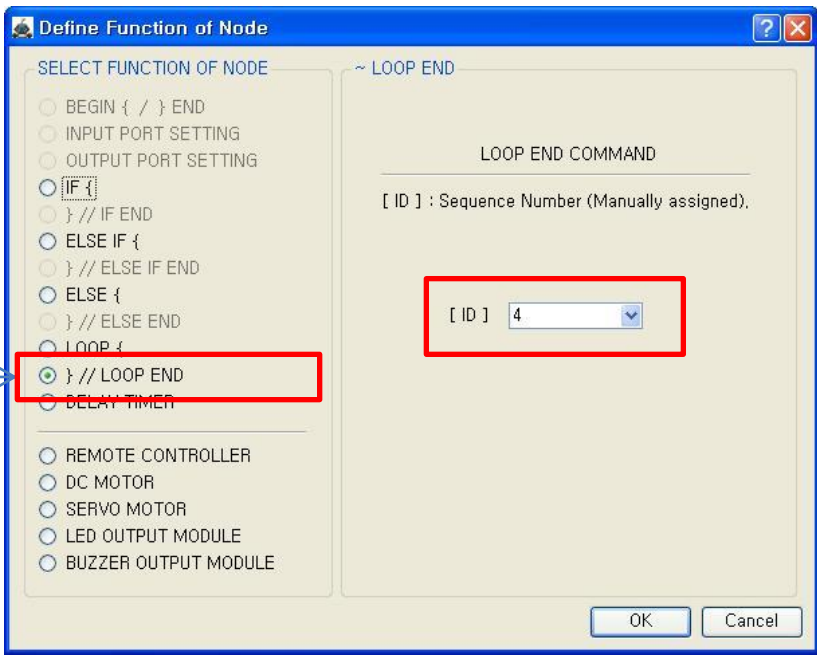 Define Function of Node
SELECT FUNCTION OF NODE
BEGIN { / } END
INPUT PORT SETTING
OUTPUT PORT SETTING
IF {
} // IF END
ELSE IF {
} // ELSE IF END
ELSE {
} // ELSE END
LOOP {
} // LOOP END
DELAY TIMER
REMOTE CONTROLLER
DC MOTOR
SERVO MOTOR
LED OUTPUT MODULE
BUZZER OUTPUT MODULE
~ LOOP END
LOOP END COMMAND
[ ID ] : Sequence Number (Manually assigned),
[ ID ] 4
OK Cancel